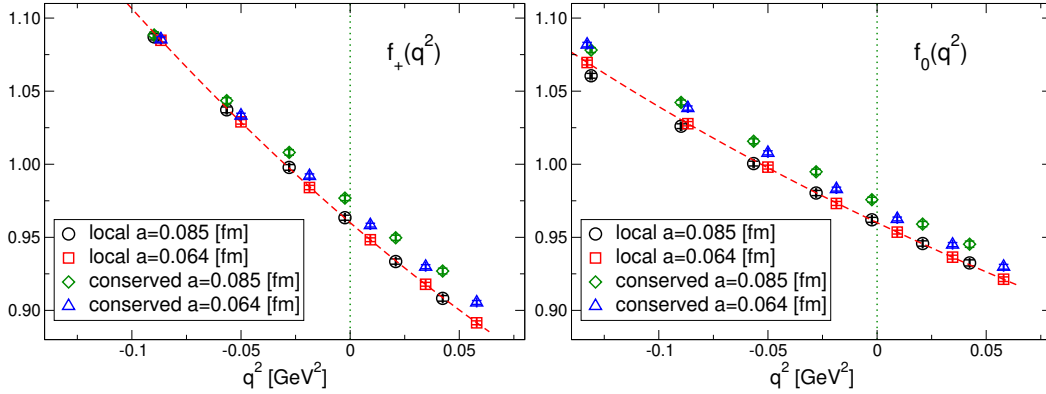 1.10
1.05
1.00
0.95
0.90
f+(q²)
local a=0.085 [fm]
local a=0.064 [fm]
conserved a=0.085 [fm]
conserved a=0.064 [fm]
-0.1 -0.05 0 0.05
q² [GeV²]
1.10
1.05
1.00
0.95
0.90
f₀(q²)
local a=0.085 [fm]
local a=0.064 [fm]
conserved a=0.085 [fm]
conserved a=0.064 [fm]
-0.1 -0.05 0 0.05
q² [GeV²]